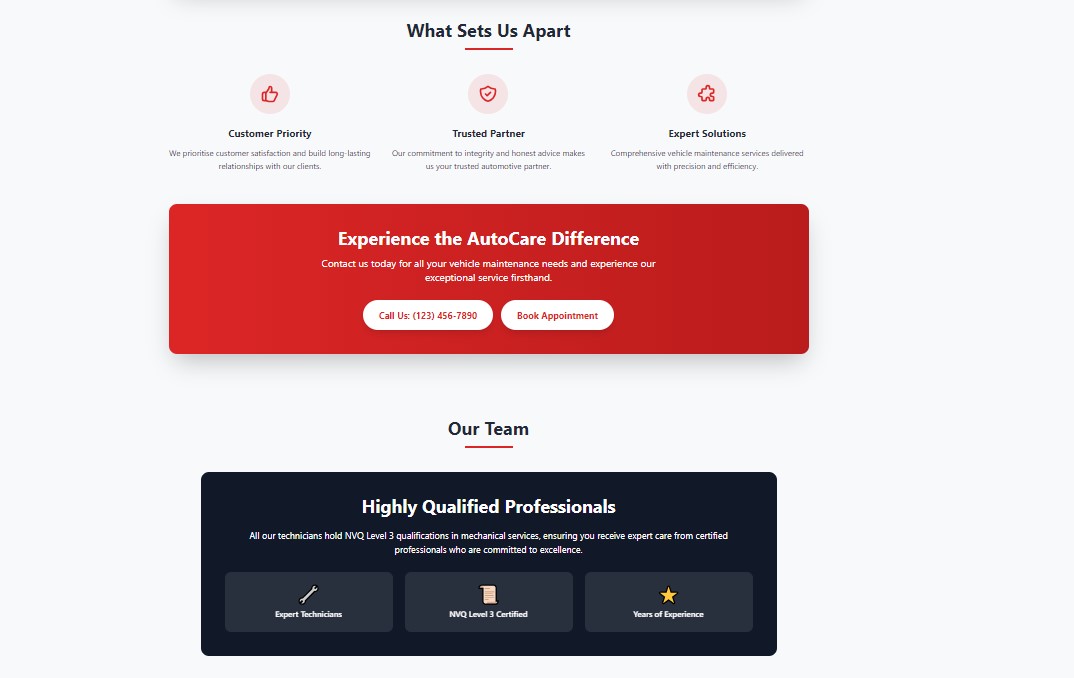 What Sets Us Apart
Customer Priority
We prioritise customer satisfaction and build long-lasting
relationships with our clients.
Trusted Partner
Our commitment to integrity and honest advice makes
us your trusted automotive partner.
Expert Solutions
Comprehensive vehicle maintenance services delivered
with precision and efficiency.
Experience the AutoCare Difference
Contact us today for all your vehicle maintenance needs and experience our
exceptional service firsthand.
Call Us: (123) 456-7890
Book Appointment
Our Team
Highly Qualified Professionals
All our technicians hold NVQ Level 3 qualifications in mechanical services, ensuring you receive expert care from certified
professionals who are committed to excellence.
Expert Technicians
NVQ Level 3 Certified
Years of Experience